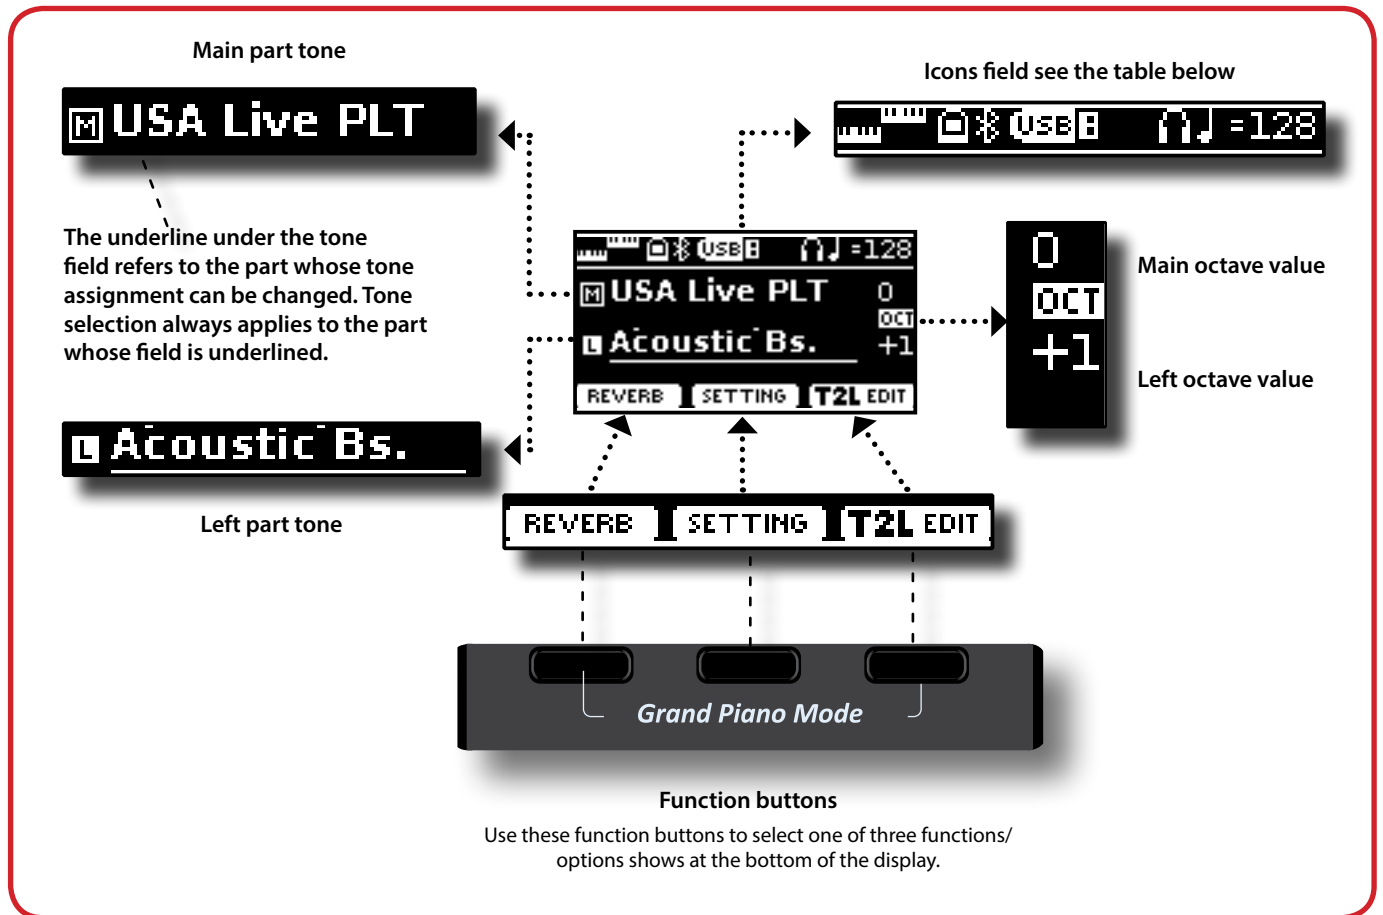 Main part tone
Icons field see the table below
M USA Live PLT
USB =128
The underline under the tone
field refers to the part whose tone
assignment can be changed. Tone
selection always applies to the part
whose field is underlined.
USB =128
M USA Live PLT 0
OCT
L Acoustic Bs. +1
REVERB SETTING T2L EDIT
0
OCT
+1
Main octave value
Left octave value
L Acoustic Bs.
Left part tone
REVERB SETTING T2L EDIT
Grand Piano Mode
Function buttons
Use these function buttons to select one of three functions/
options shows at the bottom of the display.